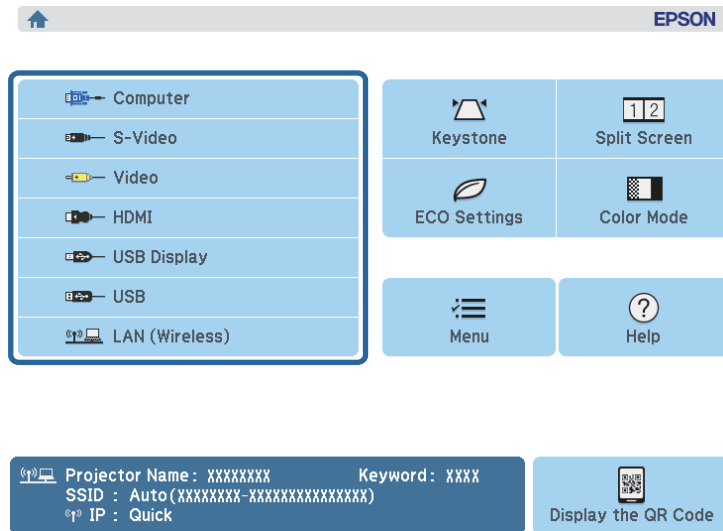 EPSON
Computer
S-Video
Video
HDMI
USB Display
USB
LAN (Wireless)
Keystone
Split Screen
1 2
ECO Settings
Color Mode
Menu
Help
Projector Name : XXXXXXXX Keyword : XXXX
SSID : Auto(XXXXXXXX-XXXXXXXXXXXXXXX)
IP : Quick
Display the QR Code